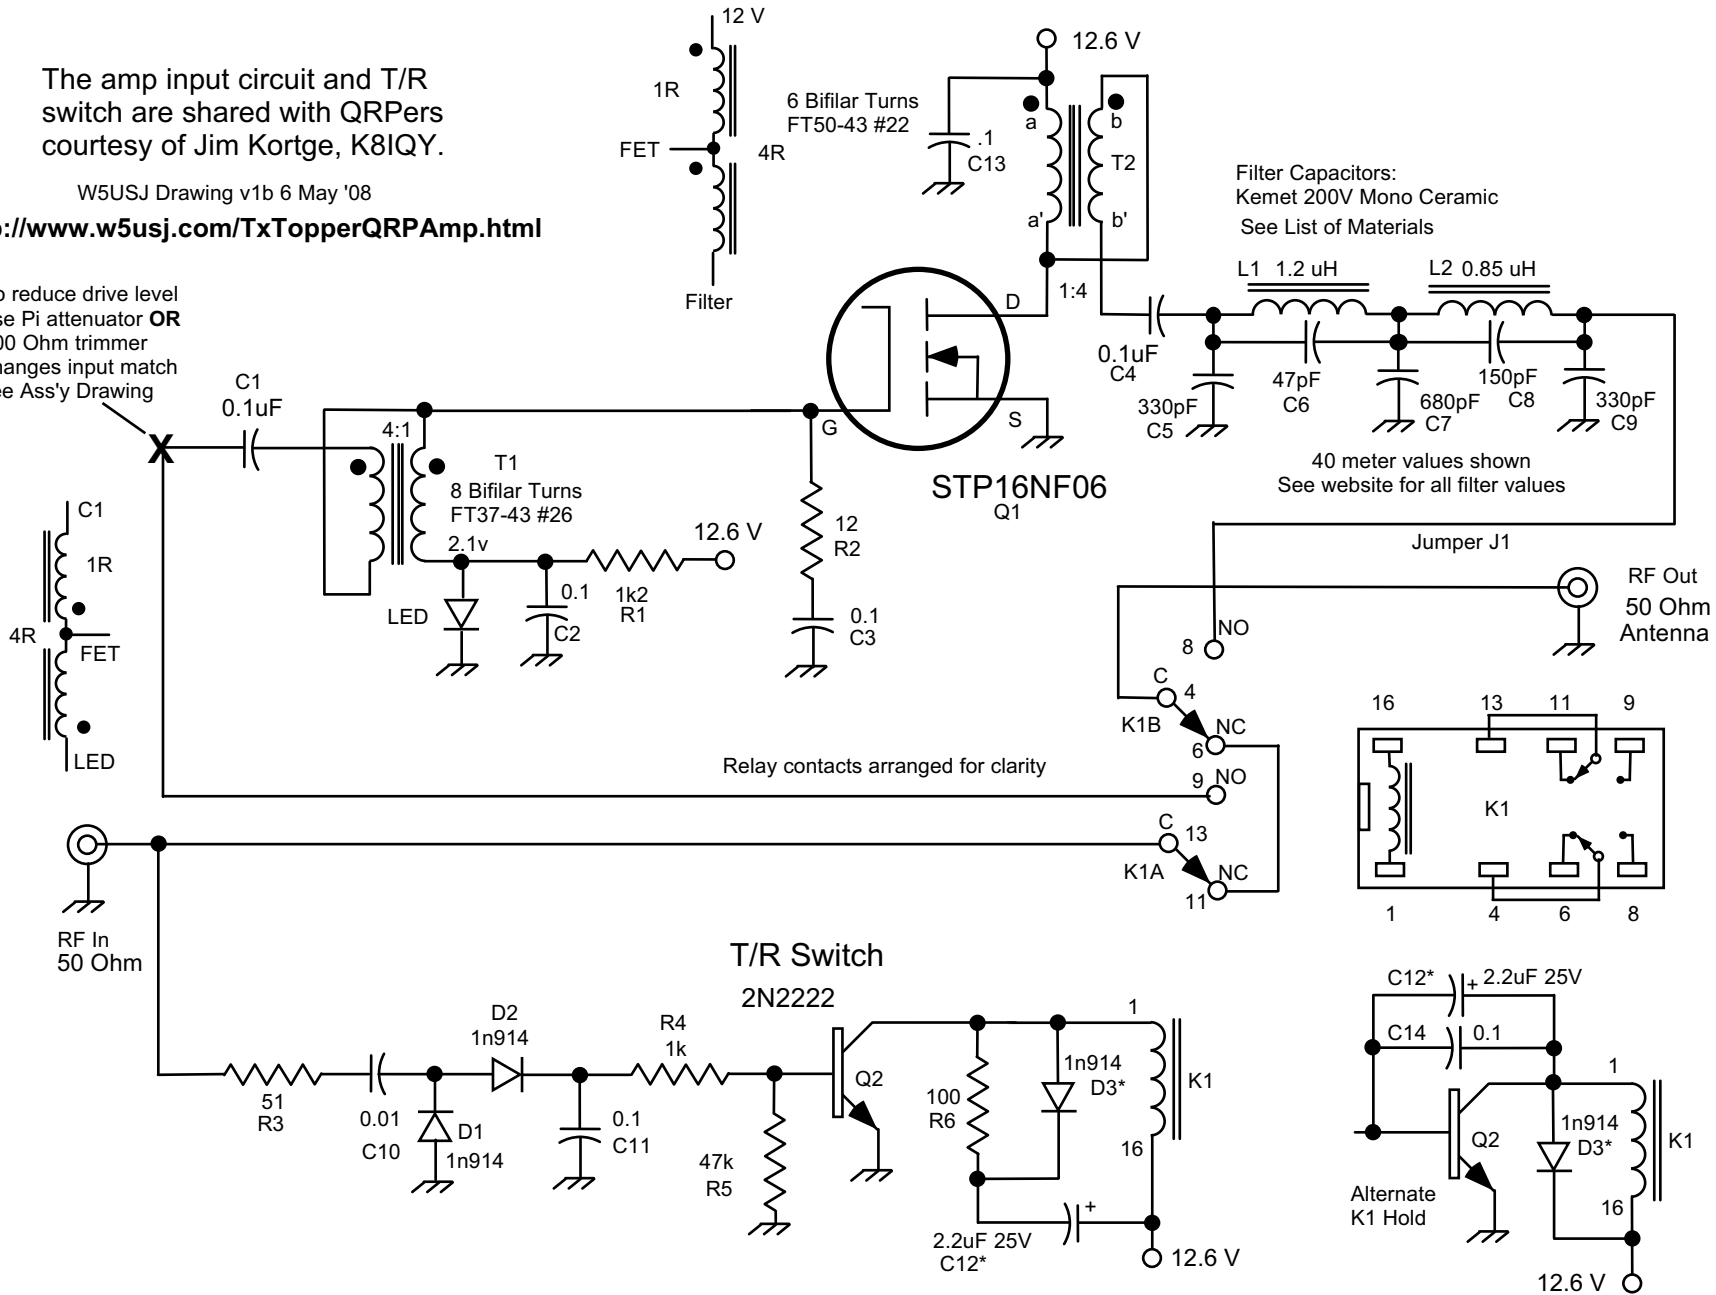 The amp input circuit and T/R
switch are shared with QRPers
courtesy of Jim Kortge, K8IQY.
W5USJ Drawing v1b 6 May '08
://www.w5usj.com/TxTopperQRPAmp.html
reduce drive level
Pi attenuator OR
Ohm trimmer
input match
Ass'y Drawing
12 V
1R
FET
4R
Filter
12.6 V
6 Bifilar Turns
FT50-43 #22
.1
C13
a
b
T2
a'
b'
1:4
D
G
S
STP16NF06
Q1
Filter Capacitors:
Kemet 200V Mono Ceramic
See List of Materials
L1 1.2 uH
L2 0.85 uH
0.1uF
C4
330pF
C5
47pF
C6
680pF
C7
150pF
C8
330pF
C9
40 meter values shown
See website for all filter values
Jumper J1
C1
0.1uF
X
4:1
T1
8 Bifilar Turns
FT37-43 #26
2.1v
12.6 V
LED
0.1
C2
1k2
R1
12
R2
0.1
C3
C1
1R
4R
FET
LED
RF Out
50 Ohm
Antenna
8
NO
C
4
K1B
NC
6
9
NO
C
13
K1A
NC
11
Relay contacts arranged for clarity
16
13
11
9
K1
1
4
6
8
RF In
50 Ohm
T/R Switch
2N2222
51
R3
0.01
C10
D2
1n914
D1
1n914
0.1
C11
R4
1k
47k
R5
Q2
100
R6
1n914
D3*
1
K1
16
+
2.2uF 25V
C12*
12.6 V
C12*
+ 2.2uF 25V
C14
0.1
Q2
1n914
D3*
1
K1
16
Alternate
K1 Hold
12.6 V